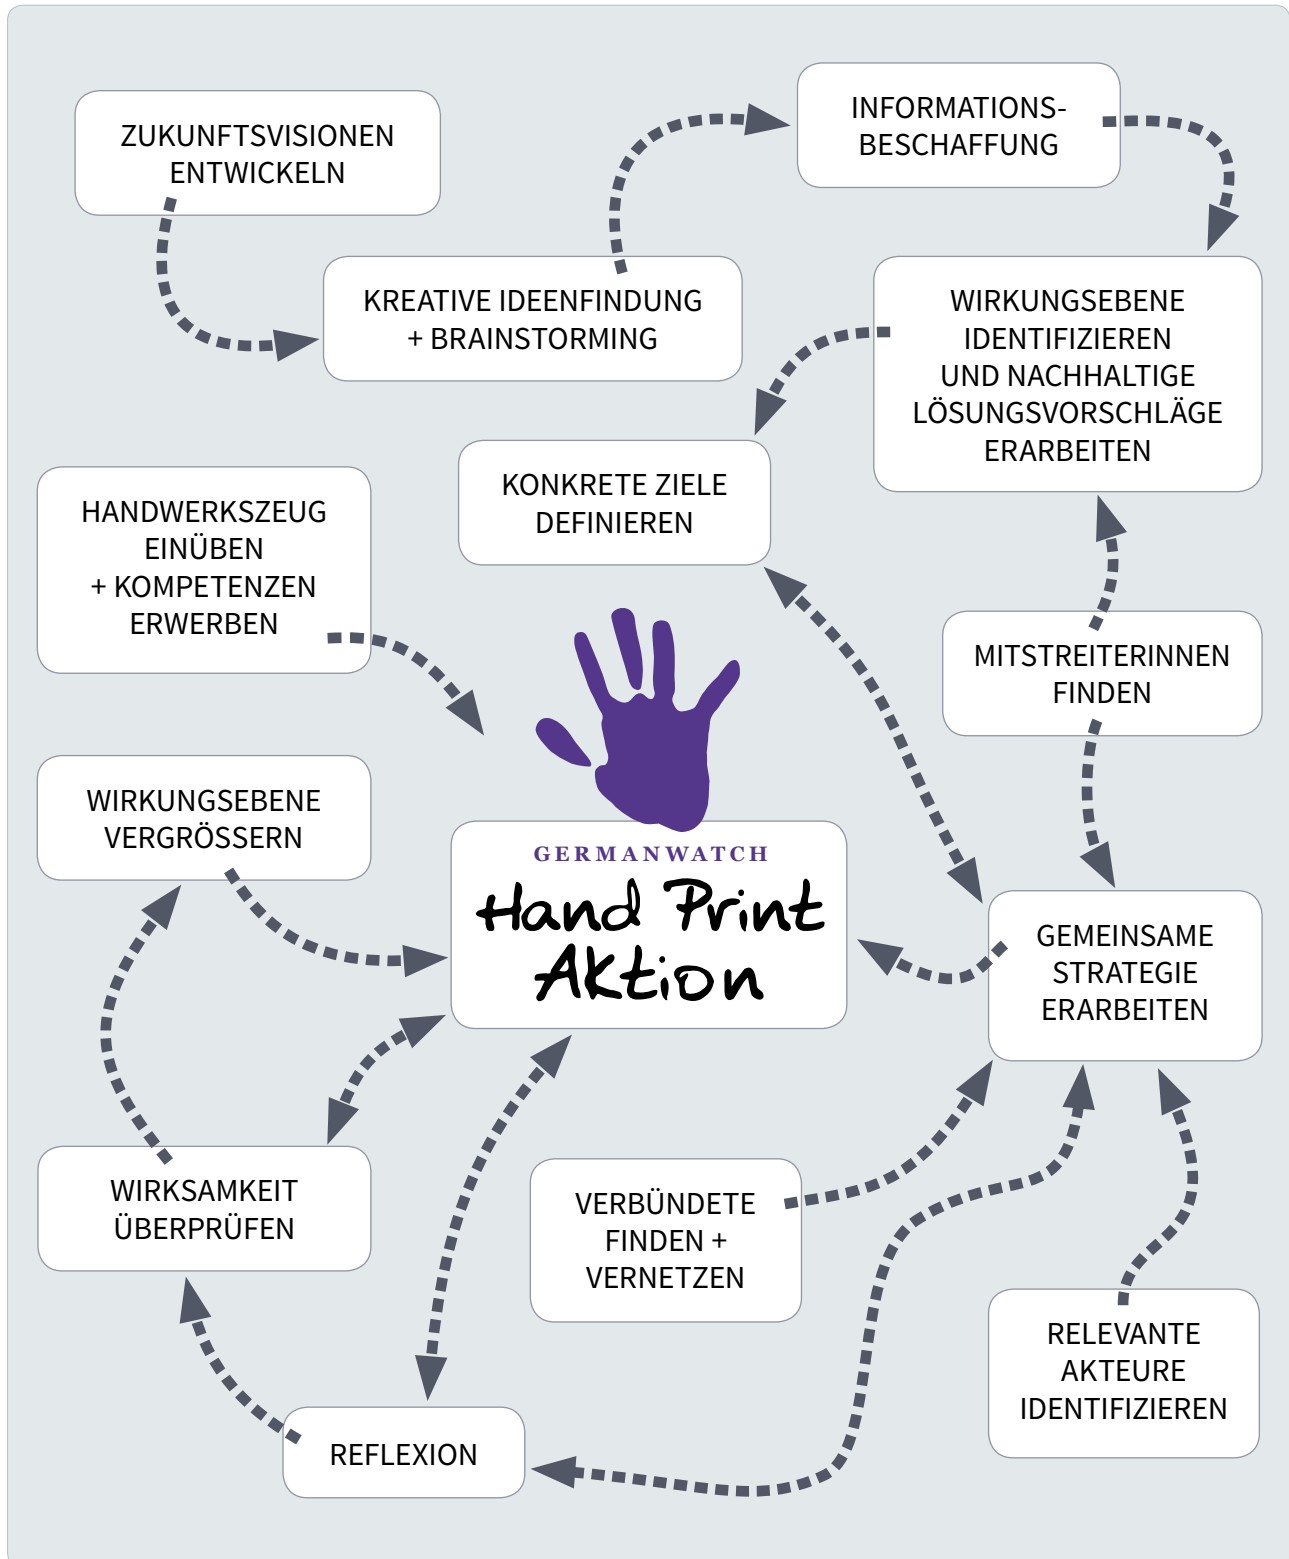 ZUKUNFTSVISIONEN
ENTWICKELN
INFORMATIONS-
BESCHAFFUNG
KREATIVE IDEENFINDUNG
+ BRAINSTORMING
WIRKUNGSEBENE
IDENTIFIZIEREN
UND NACHHALTIGE
LÖSUNGSVORSCHLÄGE
ERARBEITEN
KONKRETE ZIELE
DEFINIEREN
HANDWERKSZEUG
EINÜBEN
+ KOMPETENZEN
ERWERBEN
MITSTREITERINNEN
FINDEN
WIRKUNGSEBENE
VERGRÖSSERN
GERMANWATCH
Hand Print
Aktion
GEMEINSAME
STRATEGIE
ERARBEITEN
WIRKSAMKEIT
ÜBERPRÜFEN
VERBÜNDETE
FINDEN +
VERNETZEN
RELEVANTE
AKTEURE
IDENTIFIZIEREN
REFLEXION